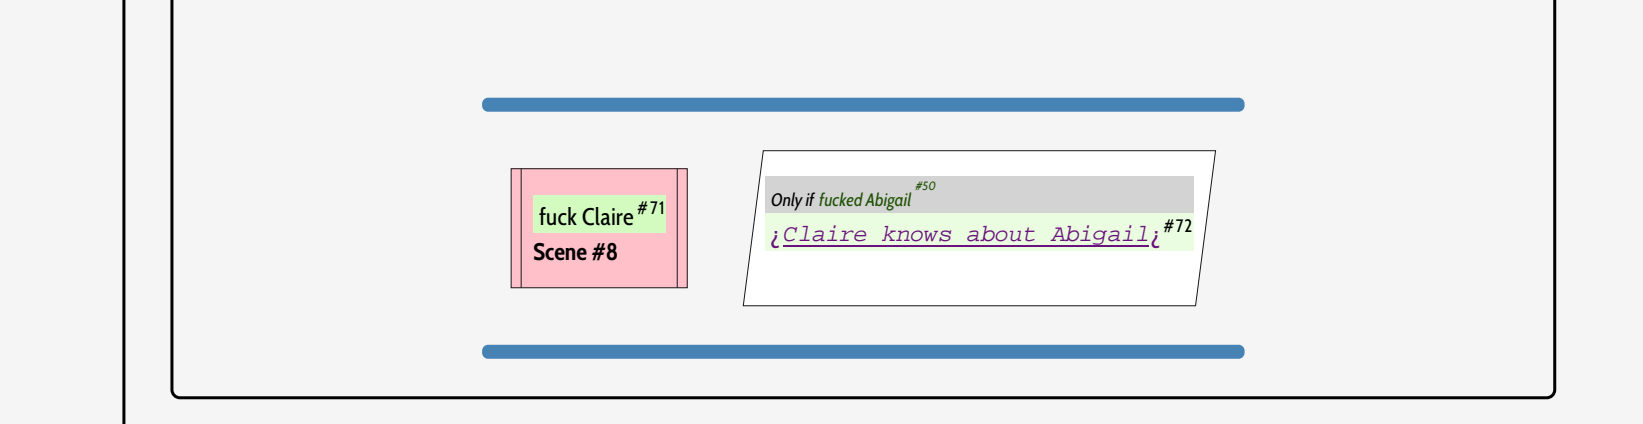 fuck Claire #71
Scene #8
Only if fucked Abigail #50
¿Claire knows about Abigail¿ #72